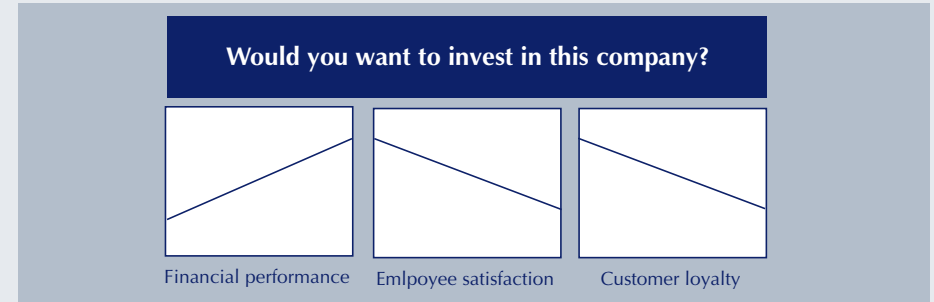 Would you want to invest in this company?
Financial performance
Emlpoyee satisfaction
Customer loyalty